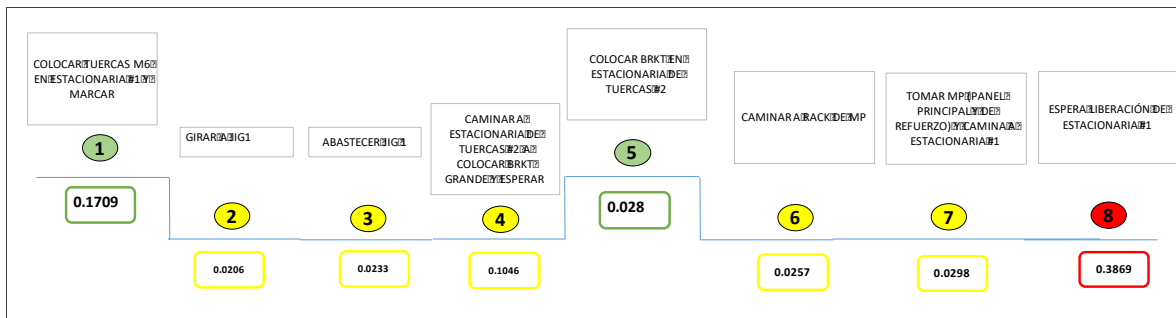 COLOCAR TUERCAS M6
EN ESTACIONARIA #1 Y
MARCAR
1
0.1709
GIRAR A JIG1
2
0.0206
ABASTECER JIG 1
3
0.0233
CAMINAR A
ESTACIONARIA DE
TUERCAS #2 A
COLOCAR BRKT
GRANDE Y ESPERAR
4
0.1046
COLOCAR BRKT EN
ESTACIONARIA DE
TUERCAS #2
5
0.028
CAMINAR A RACK DE MP
6
0.0257
TOMAR MP (PANEL
PRINCIPAL Y DE
REFUERZO) Y CAMINA A
ESTACIONARIA #1
7
0.0298
ESPERA LIBERACIÓN DE
ESTACIONARIA #1
8
0.3869